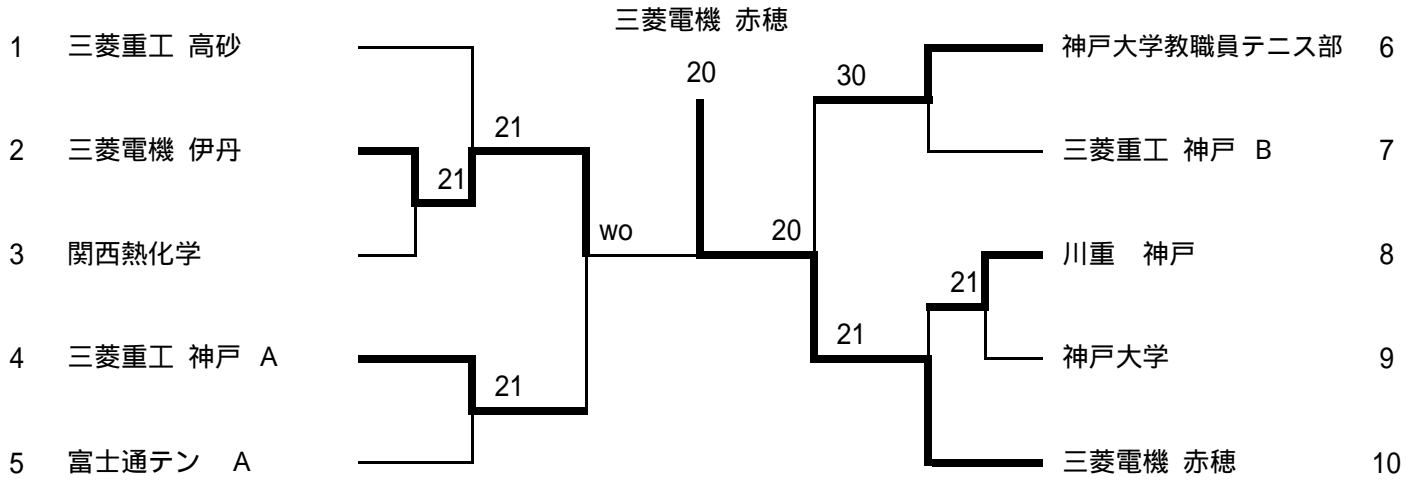 三菱電機 赤穂
1 三菱重工 高砂
神戸大学教職員テニス部 6
20
30
21
2 三菱電機 伊丹
三菱重工 神戸 B 7
21
wo
20
3 関西熱化学
川重 神戸 8
21
21
4 三菱重工 神戸 A
神戸大学 9
21
5 富士通テン A
三菱電機 赤穂 10